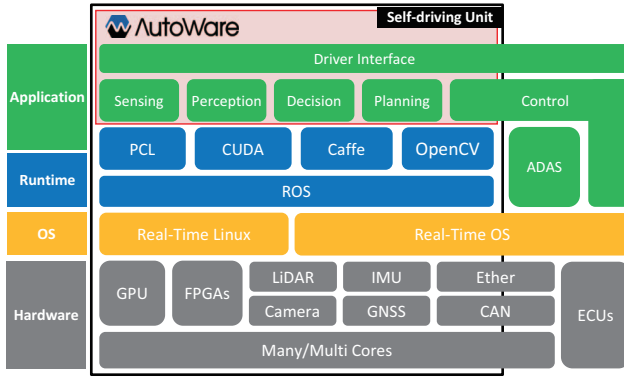 Self-driving Unit
AutoWare
Driver Interface
Application
Sensing Perception Decision Planning Control
PCL CUDA Caffe OpenCV
ADAS
Runtime
ROS
OS
Real-Time Linux Real-Time OS
LiDAR IMU Ether
GPU FPGAs
Camera GNSS CAN
Hardware
ECUs
Many/Multi Cores